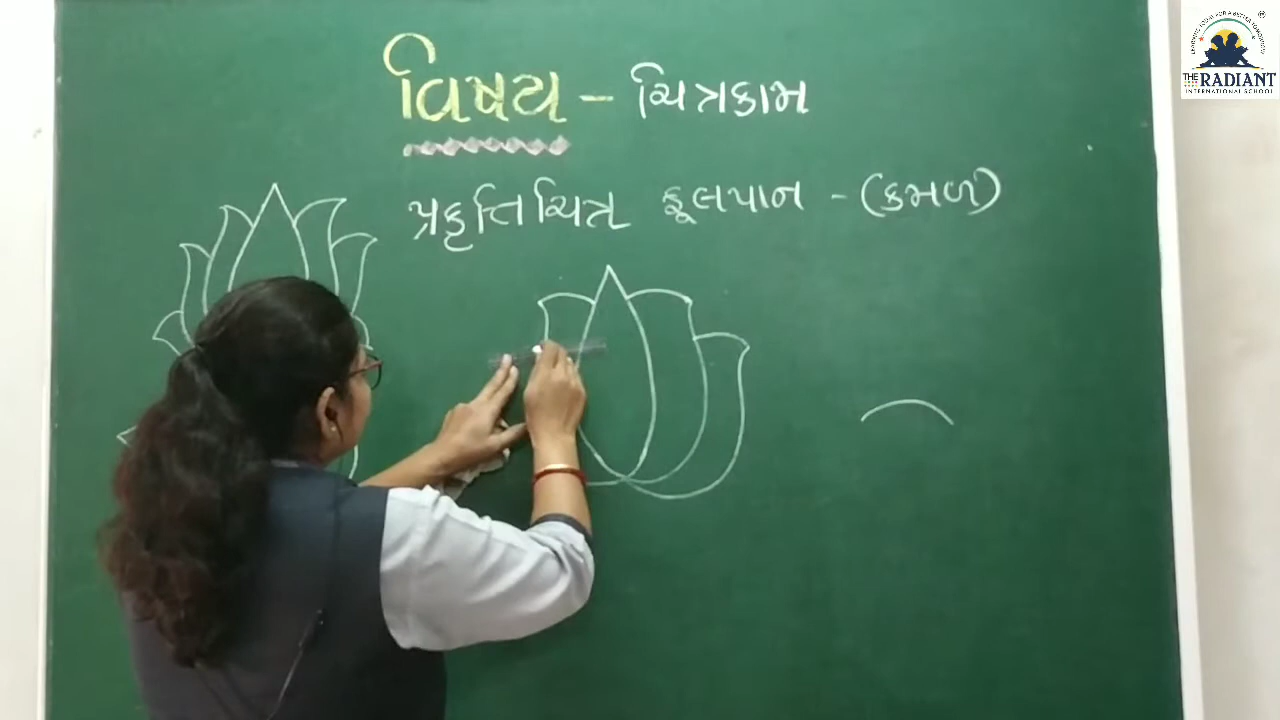 વિષય - ચિત્રકામ
પ્રકૃત્તિચિત્ર ફૂલપાન - (કમળ)
THE RADIANT
INTERNATIONAL SCHOOL